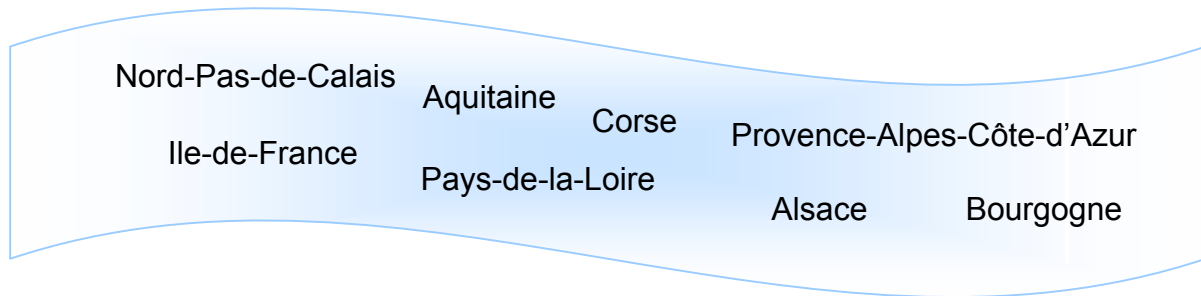 Nord-Pas-de-Calais
Aquitaine
Corse
Provence-Alpes-Côte-d’Azur
Ile-de-France
Pays-de-la-Loire
Alsace
Bourgogne